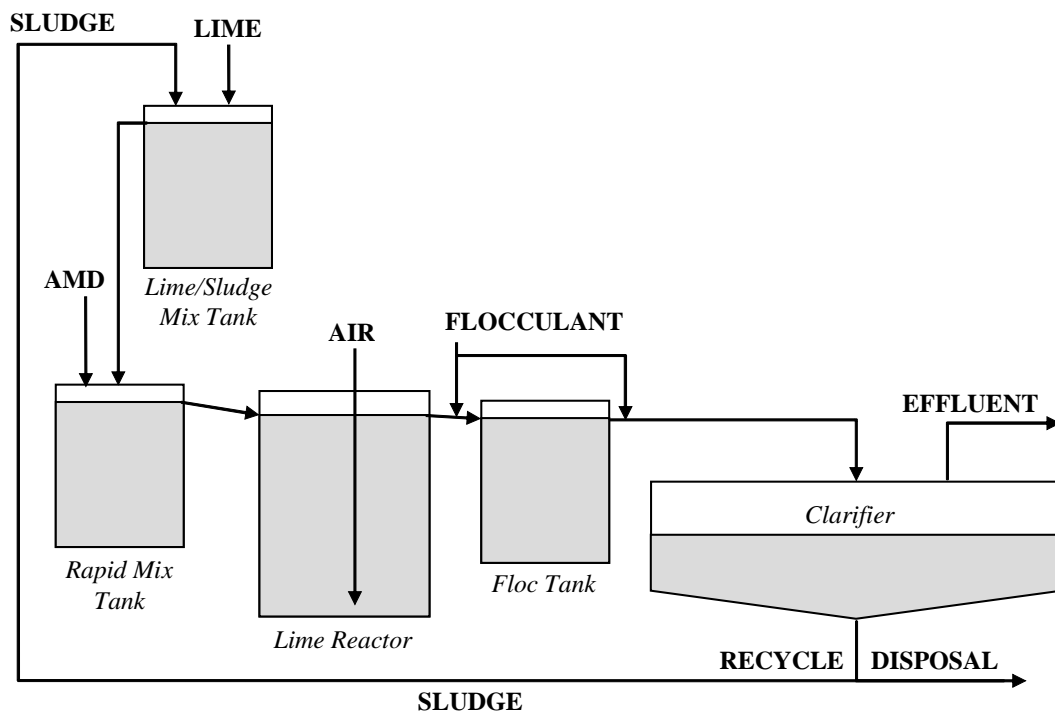 SLUDGE
LIME
Lime/Sludge
Mix Tank
AMD
AIR
FLOCCULANT
EFFLUENT
Clarifier
Rapid Mix
Tank
Floc Tank
Lime Reactor
RECYCLE
DISPOSAL
SLUDGE